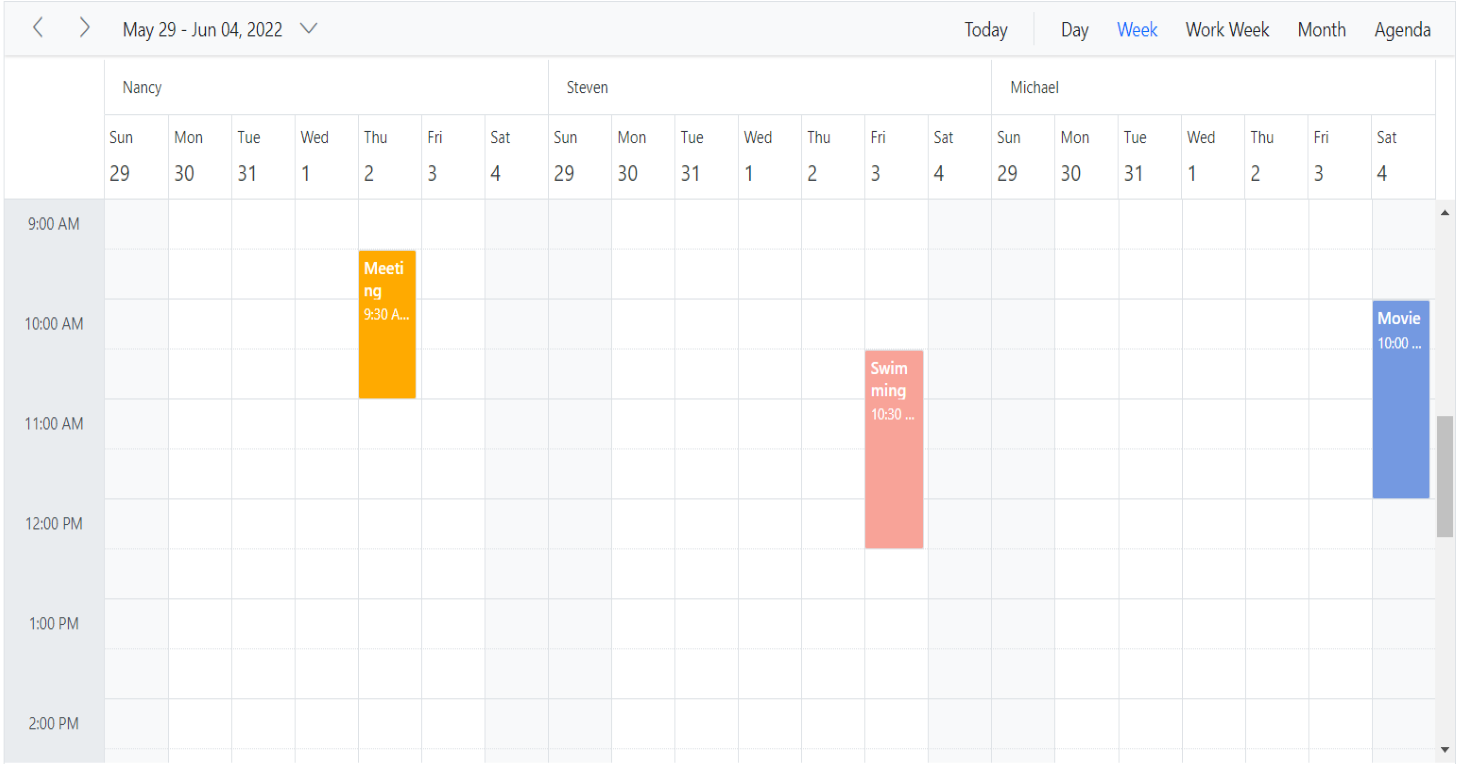 May 29 - Jun 04, 2022 Today Day Week Work Week Month Agenda
Nancy Steven Michael
Sun Mon Tue Wed Thu Fri Sat Sun Mon Tue Wed Thu Fri Sat Sun Mon Tue Wed Thu Fri Sat
29 30 31 1 2 3 4 29 30 31 1 2 3 4 29 30 31 1 2 3 4
9:00 AM
Meeti
ng
9:30 A...
10:00 AM
Movie
10:00 ...
Swim
ming
10:30 ...
11:00 AM
12:00 PM
1:00 PM
2:00 PM